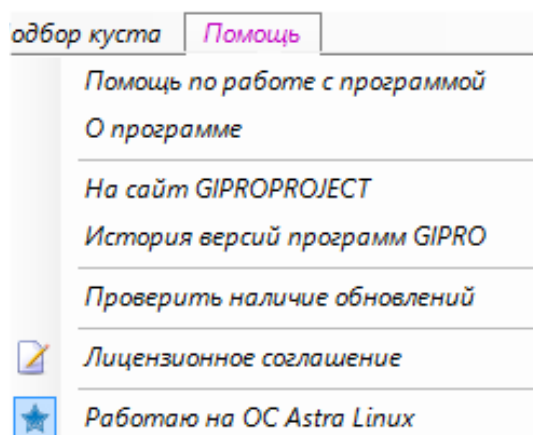 куста Помощь
Помощь по работе с программой
О программе
На сайт GIPROPROJECT
История версий программ GIPRO
Проверить наличие обновлений
Лицензионное соглашение
Работаю на ОС Astra Linux